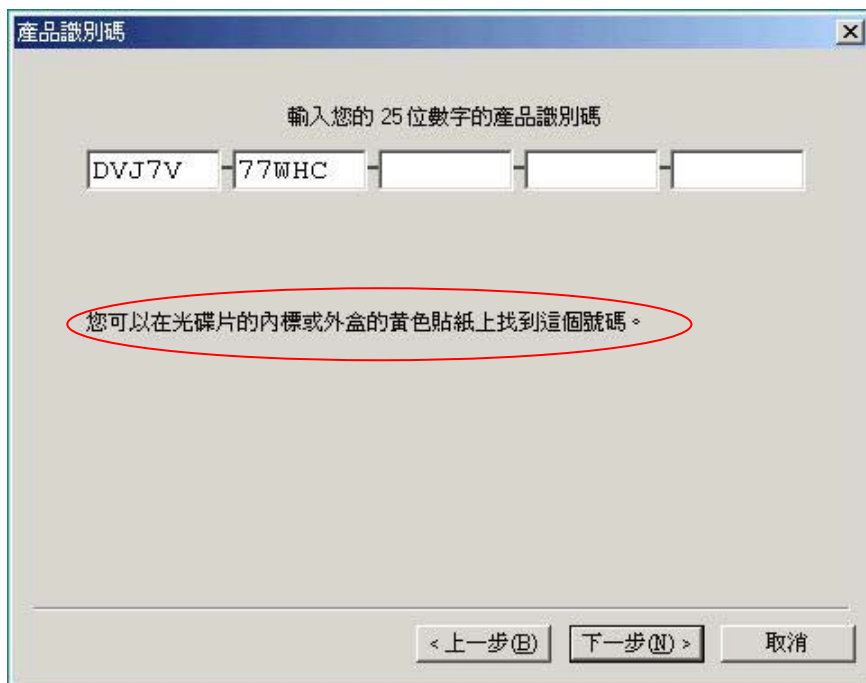 產品識別碼
輸入您的 25 位數字的產品識別碼
DVJ7V - 77WHC - - -
您可以在光碟片的內標或外盒的黃色貼紙上找到這個號碼。
< 上一步(B) 下一步(N) > 取消